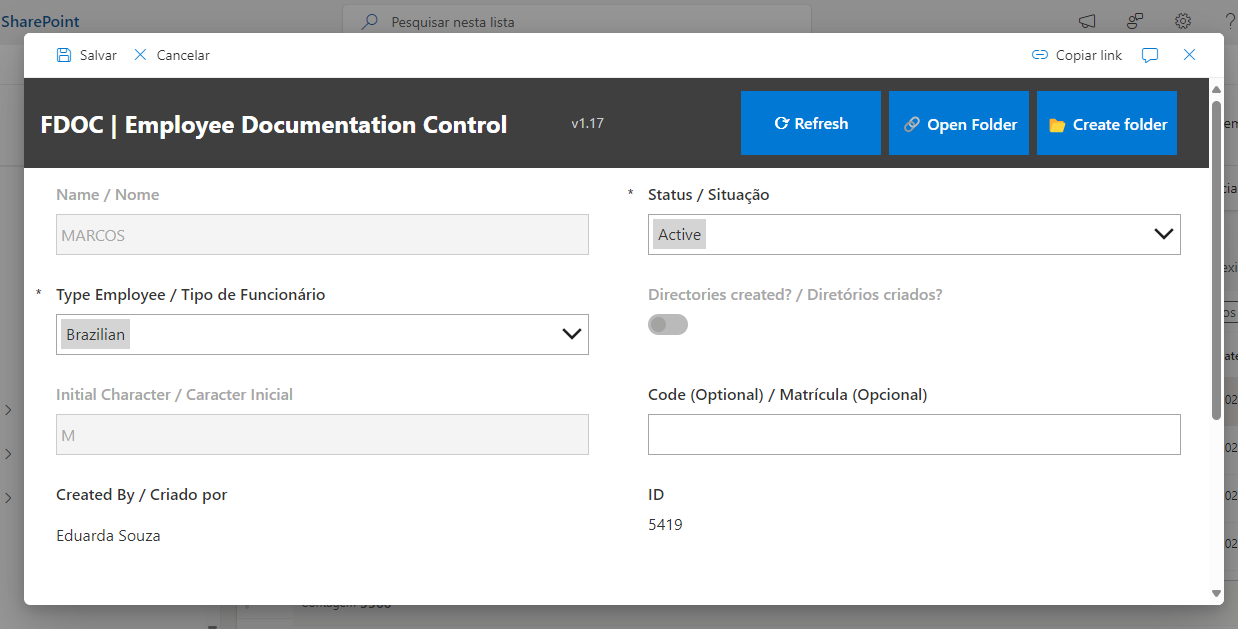 SharePoint
Pesquisar nesta lista
?
Salvar
Cancelar
Copiar link
FDOC | Employee Documentation Control
v1.17
Refresh
Open Folder
Create folder
Name / Nome
MARCOS
* Status / Situação
Active
* Type Employee / Tipo de Funcionário
Brazilian
Directories created? / Diretórios criados?
Initial Character / Caracter Inicial
M
Code (Optional) / Matrícula (Opcional)
Created By / Criado por
Eduarda Souza
ID
5419